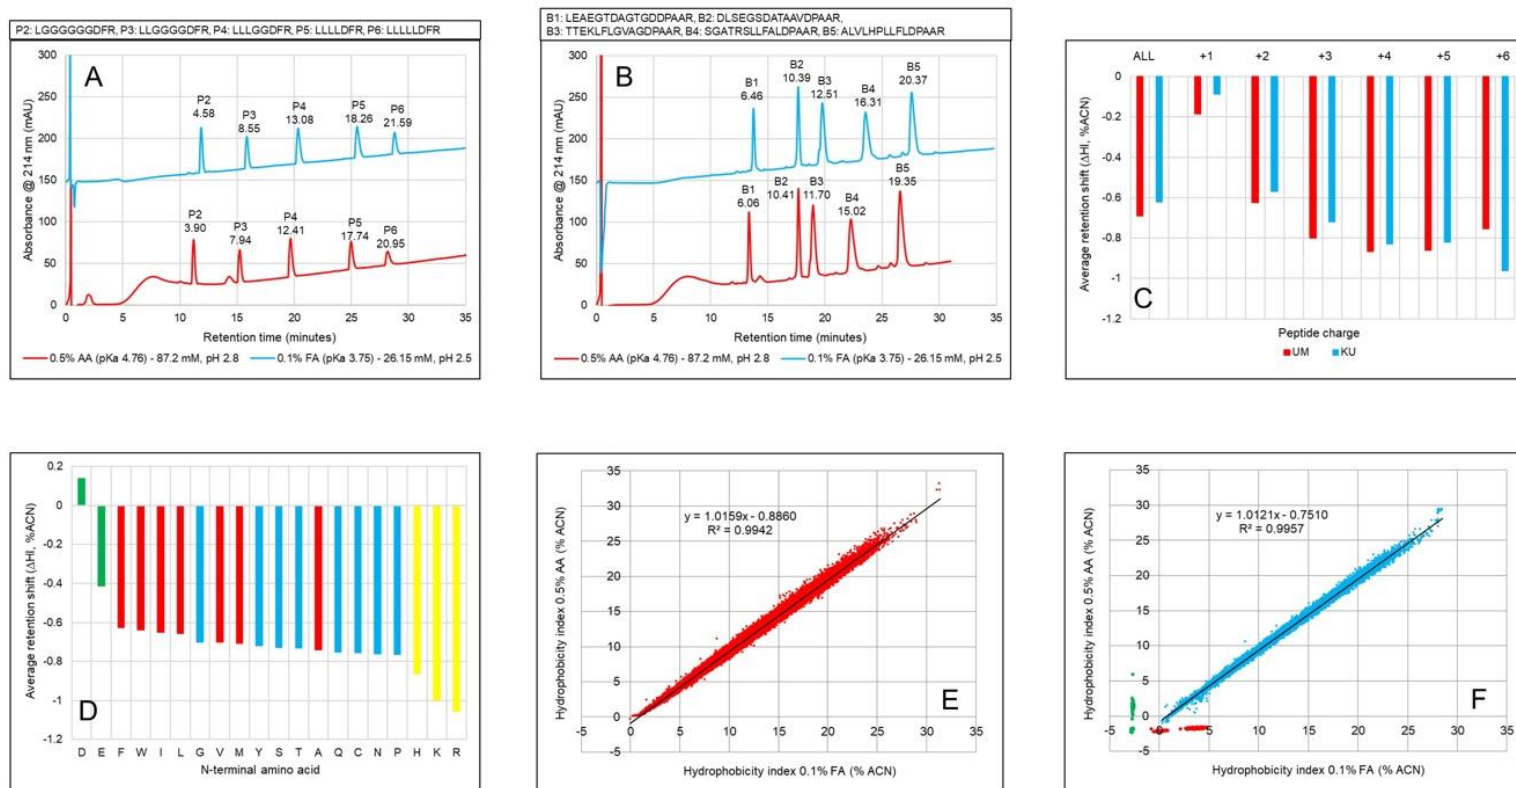 P2: LGGGGGGDFR, P3: LLGGGGDFR, P4: LLLGGDFR, P5: LLLLDFR, P6: LLLLLDFR
A
300
250
200
150
100
50
0
Absorbance @ 214 nm (mAU)
P2
4.58
P3
8.55
P4
13.08
P5
18.26
P6
21.59
P2
3.90
P3
7.94
P4
12.41
P5
17.74
P6
20.95
0 5 10 15 20 25 30 35
Retention time (minutes)
0.5% AA (pKa 4.76) - 87.2 mM, pH 2.8 0.1% FA (pKa 3.75) - 26.15 mM, pH 2.5
B1: LEAEGTDAGTGDDPAAR, B2: DLSEGSDATAAVDPAAR,
B3: TTEKLFLGVAGDPAAR, B4: SGATRSLLFALDPAAR, B5: ALVLHPLLFLDPAAR
B
300
250
200
150
100
50
0
Absorbance @ 214 nm (mAU)
B1
6.46
B2
10.39
B3
12.51
B4
16.31
B5
20.37
B1
6.06
B2
10.41
B3
11.70
B4
15.02
B5
19.35
0 5 10 15 20 25 30 35
Retention time (minutes)
0.5% AA (pKa 4.76) - 87.2 mM, pH 2.8 0.1% FA (pKa 3.75) - 26.15 mM, pH 2.5
ALL +1 +2 +3 +4 +5 +6
0
-0.2
-0.4
-0.6
-0.8
-1
-1.2
Average retention shift (ΔHI, %ACN)
C
Peptide charge
UM KU
0.2
0
-0.2
-0.4
-0.6
-0.8
-1
-1.2
Average retention shift (ΔHI, %ACN)
D
D E F W I L G V M Y S T A Q C N P H K R
N-terminal amino acid
35
30
25
20
15
10
5
0
-5
Hydrophobicity index 0.5% AA (% ACN)
y = 1.0159x - 0.8860
R² = 0.9942
E
0 5 10 15 20 25 30 35
Hydrophobicity index 0.1% FA (% ACN)
35
30
25
20
15
10
5
0
-5
Hydrophobicity index 0.5% AA (% ACN)
y = 1.0121x - 0.7510
R² = 0.9957
F
-5 0 5 10 15 20 25 30 35
Hydrophobicity index 0.1% FA (% ACN)